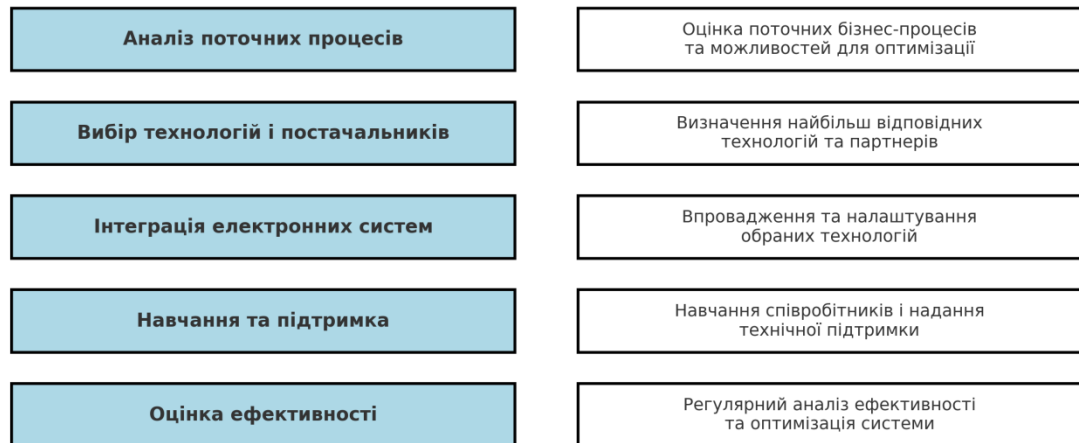 Аналіз поточних процесів
Оцінка поточних бізнес-процесів
та можливостей для оптимізації
Вибір технологій і постачальників
Визначення найбільш відповідних
технологій та партнерів
Інтеграція електронних систем
Впровадження та налаштування
обраних технологій
Навчання та підтримка
Навчання співробітників і надання
технічної підтримки
Оцінка ефективності
Регулярний аналіз ефективності
та оптимізація системи